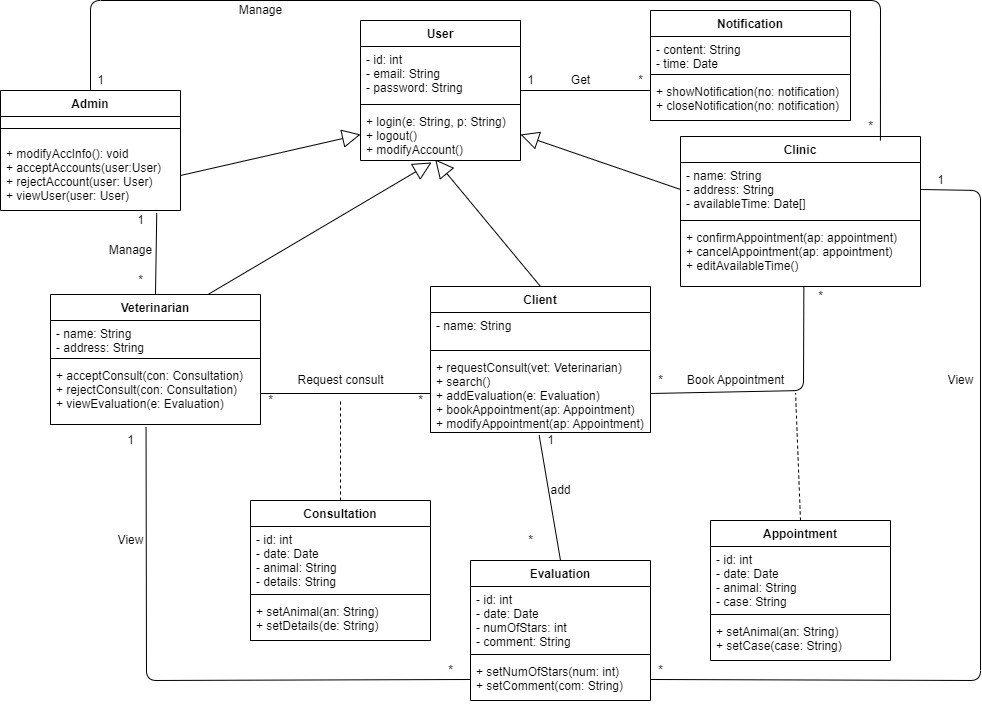 Manage
1
*
User
- id: int
- email: String
- password: String
+ login(e: String, p: String)
+ logout()
+ modifyAccount()
1
Get
*
Notification
- content: String
- time: Date
+ showNotification(no: notification)
+ closeNotification(no: notification)
Admin
+ modifyAccInfo(): void
+ acceptAccounts(user:User)
+ rejectAccount(user: User)
+ viewUser(user: User)
1
Manage
*
Clinic
- name: String
- address: String
- availableTime: Date[]
+ confirmAppointment(ap: appointment)
+ cancelAppointment(ap: appointment)
+ editAvailableTime()
1
*
Veterinarian
- name: String
- address: String
+ acceptConsult(con: Consultation)
+ rejectConsult(con: Consultation)
+ viewEvaluation(e: Evaluation)
Request consult
*
*
Client
- name: String
+ requestConsult(vet: Veterinarian)
+ search()
+ addEvaluation(e: Evaluation)
+ bookAppointment(ap: Appointment)
+ modifyAppointment(ap: Appointment)
*
Book Appointment
View
1
1
add
*
View
Consultation
- id: int
- date: Date
- animal: String
- details: String
+ setAnimal(an: String)
+ setDetails(de: String)
Evaluation
- id: int
- date: Date
- numOfStars: int
- comment: String
+ setNumOfStars(num: int)
+ setComment(com: String)
Appointment
- id: int
- date: Date
- animal: String
- case: String
+ setAnimal(an: String)
+ setCase(case: String)
*
*